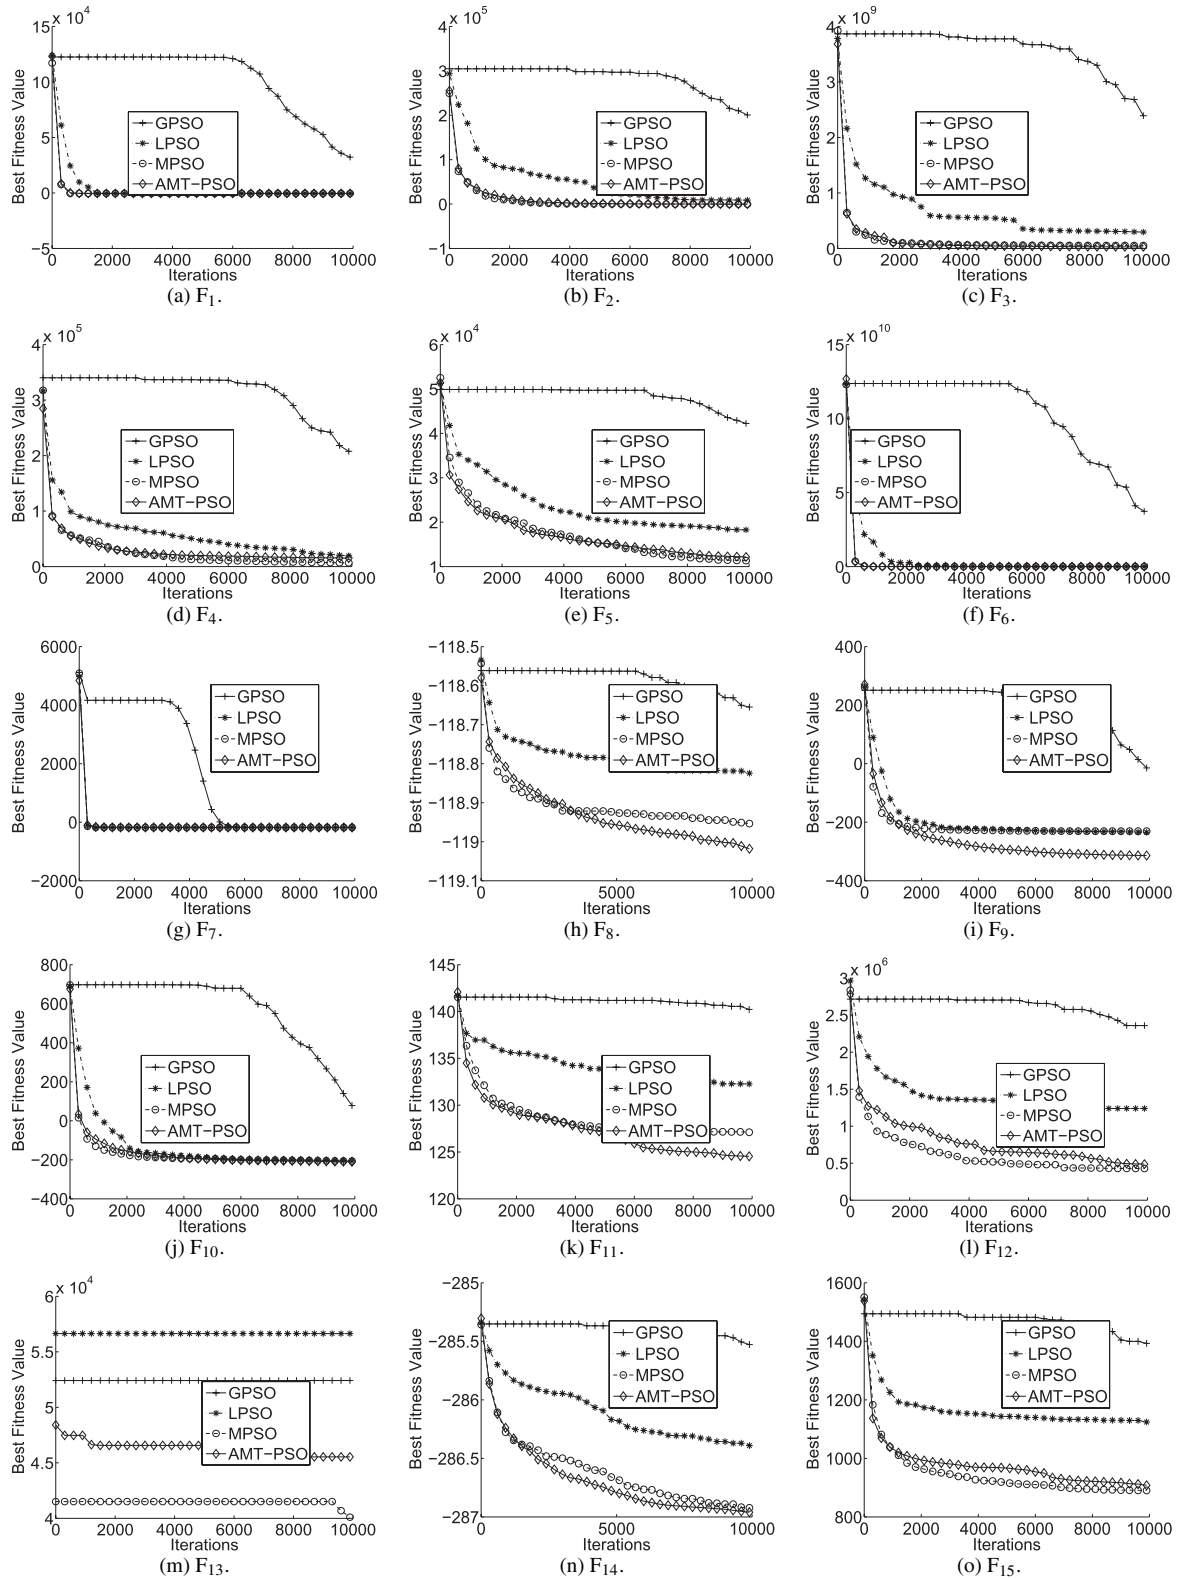 x 10⁴
15
10
5
0
−5
Best Fitness Value
GPSO
LPSO
MPSO
AMT−PSO
0 2000 4000 6000 8000 10000
Iterations
(a) F₁.
x 10⁵
4
3
2
1
0
−1
Best Fitness Value
GPSO
LPSO
MPSO
AMT−PSO
0 2000 4000 6000 8000 10000
Iterations
(b) F₂.
x 10⁹
4
3
2
1
0
Best Fitness Value
GPSO
LPSO
MPSO
AMT−PSO
0 2000 4000 6000 8000 10000
Iterations
(c) F₃.
x 10⁵
4
3
2
1
0
Best Fitness Value
GPSO
LPSO
MPSO
AMT−PSO
0 2000 4000 6000 8000 10000
Iterations
(d) F₄.
x 10⁴
6
5
4
3
2
1
Best Fitness Value
GPSO
LPSO
MPSO
AMT−PSO
0 2000 4000 6000 8000 10000
Iterations
(e) F₅.
x 10¹⁰
15
10
5
0
Best Fitness Value
GPSO
LPSO
MPSO
AMT−PSO
0 2000 4000 6000 8000 10000
Iterations
(f) F₆.
6000
4000
2000
0
−2000
Best Fitness Value
GPSO
LPSO
MPSO
AMT−PSO
0 2000 4000 6000 8000 10000
Iterations
(g) F₇.
−118.5
−118.6
−118.7
−118.8
−118.9
−119
−119.1
Best Fitness Value
GPSO
LPSO
MPSO
AMT−PSO
0 5000 10000
Iterations
(h) F₈.
400
200
0
−200
−400
Best Fitness Value
GPSO
LPSO
MPSO
AMT−PSO
0 2000 4000 6000 8000 10000
Iterations
(i) F₉.
800
600
400
200
0
−200
−400
Best Fitness Value
GPSO
LPSO
MPSO
AMT−PSO
0 2000 4000 6000 8000 10000
Iterations
(j) F₁₀.
145
140
135
130
125
120
Best Fitness Value
GPSO
LPSO
MPSO
AMT−PSO
0 2000 4000 6000 8000 10000
Iterations
(k) F₁₁.
x 10⁶
3
2.5
2
1.5
1
0.5
0
Best Fitness Value
GPSO
LPSO
MPSO
AMT−PSO
0 2000 4000 6000 8000 10000
Iterations
(l) F₁₂.
x 10⁴
6
5.5
5
4.5
4
Best Fitness Value
GPSO
LPSO
MPSO
AMT−PSO
0 2000 4000 6000 8000 10000
Iterations
(m) F₁₃.
−285
−285.5
−286
−286.5
−287
Best Fitness Value
GPSO
LPSO
MPSO
AMT−PSO
0 5000 10000
Iterations
(n) F₁₄.
1600
1400
1200
1000
800
Best Fitness Value
GPSO
LPSO
MPSO
AMT−PSO
0 2000 4000 6000 8000 10000
Iterations
(o) F₁₅.